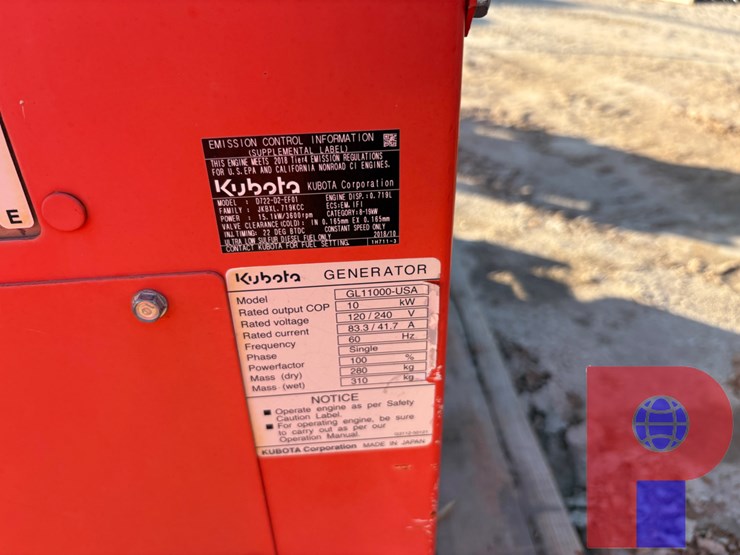 EMISSION CONTROL INFORMATION
(SUPPLEMENTAL LABEL)
THIS ENGINE MEETS 2018 Tier4 EMISSION REGULATIONS
FOR U.S.EPA AND CALIFORNIA NONROAD CI ENGINES.
Kubota KUBOTA Corporation
MODEL : D722-D2-EF01 ENGINE DISP.:0.719L
FAMILY : JKBXL.719KCC ECS:EM.IFI
POWER : 15.1kW/3600rpm CATEGORY:8-19kW
VALVE CLEARANCE(COLD): IN 0.165mm EX 0.165mm
INJ.TIMING: 22 DEG BTDC CONSTANT SPEED ONLY
ULTRA LOW SULFUR DIESEL FUEL ONLY 2018/10
CONTACT KUBOTA FOR FUEL SETTING. 1H711-3
E
Kubota GENERATOR
Model GL11000-USA
Rated output COP 10 kW
Rated voltage 120 / 240 V
Rated current 83.3 / 41.7 A
Frequency 60 Hz
Phase Single
Powerfactor 100 %
Mass (dry) 280 kg
Mass (wet) 310 kg
NOTICE
■ Operate engine as per Safety
Caution Label.
■ For operating engine, be sure
to carry out as per our
Operation Manual.
KUBOTA Corporation MADE IN JAPAN